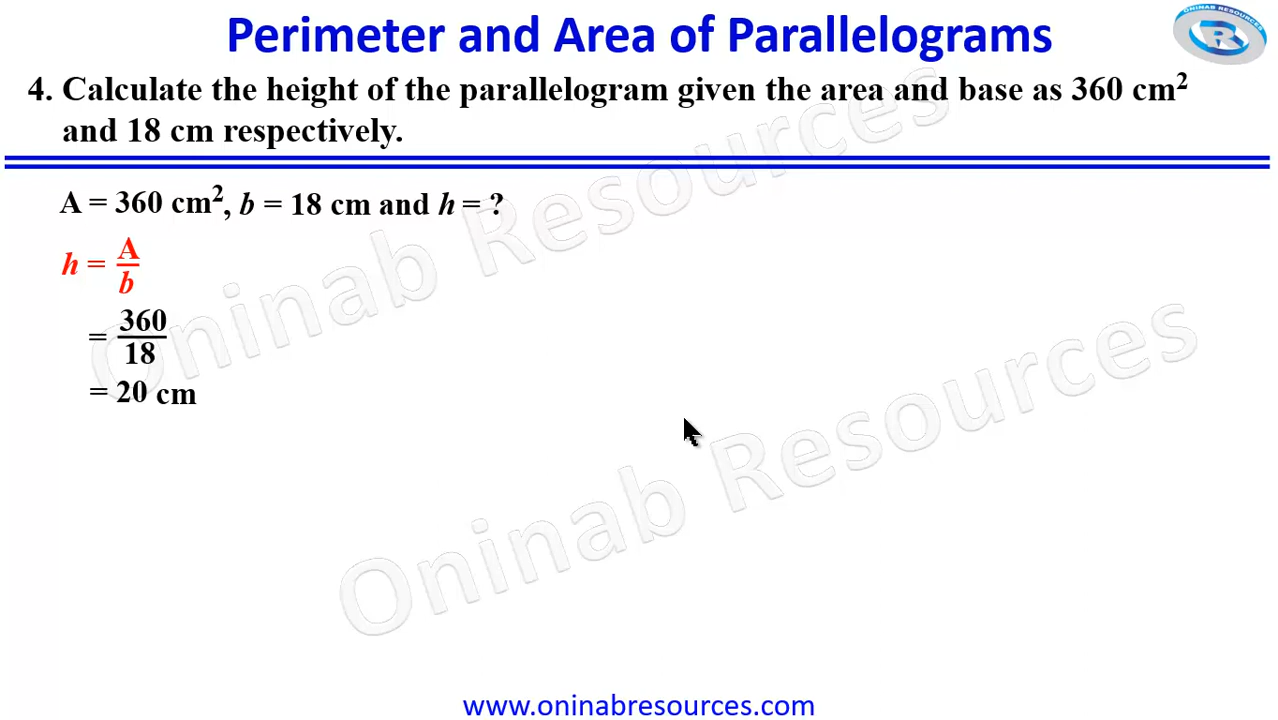 Perimeter and Area of Parallelograms
ONINAB RESOURCES
R
4. Calculate the height of the parallelogram given the area and base as 360 cm²
and 18 cm respectively.
A = 360 cm², b = 18 cm and h = ?
h = A/b
= 360/18
= 20 cm
Oninab Resources
Oninab Resources
www.oninabresources.com